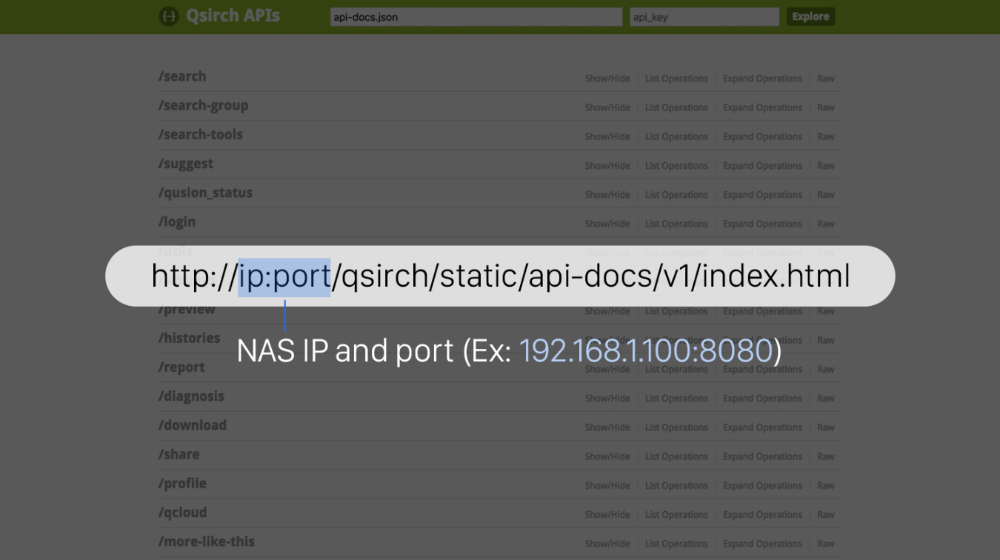 {···} Qsirch APIs api-docs.json api_key Explore
/search Show/Hide | List Operations | Expand Operations | Raw
/search-group Show/Hide | List Operations | Expand Operations | Raw
/search-tools Show/Hide | List Operations | Expand Operations | Raw
/suggest Show/Hide | List Operations | Expand Operations | Raw
/qusion_status Show/Hide | List Operations | Expand Operations | Raw
/login Show/Hide | List Operations | Expand Operations | Raw
/utils Show/Hide | List Operations | Expand Operations | Raw
http://ip:port/qsirch/static/api-docs/v1/index.html
/preview Show/Hide | List Operations | Expand Operations | Raw
/histories Show/Hide | List Operations | Expand Operations | Raw
NAS IP and port (Ex: 192.168.1.100:8080)
/report Show/Hide | List Operations | Expand Operations | Raw
/diagnosis Show/Hide | List Operations | Expand Operations | Raw
/download Show/Hide | List Operations | Expand Operations | Raw
/share Show/Hide | List Operations | Expand Operations | Raw
/profile Show/Hide | List Operations | Expand Operations | Raw
/qcloud Show/Hide | List Operations | Expand Operations | Raw
/more-like-this Show/Hide | List Operations | Expand Operations | Raw